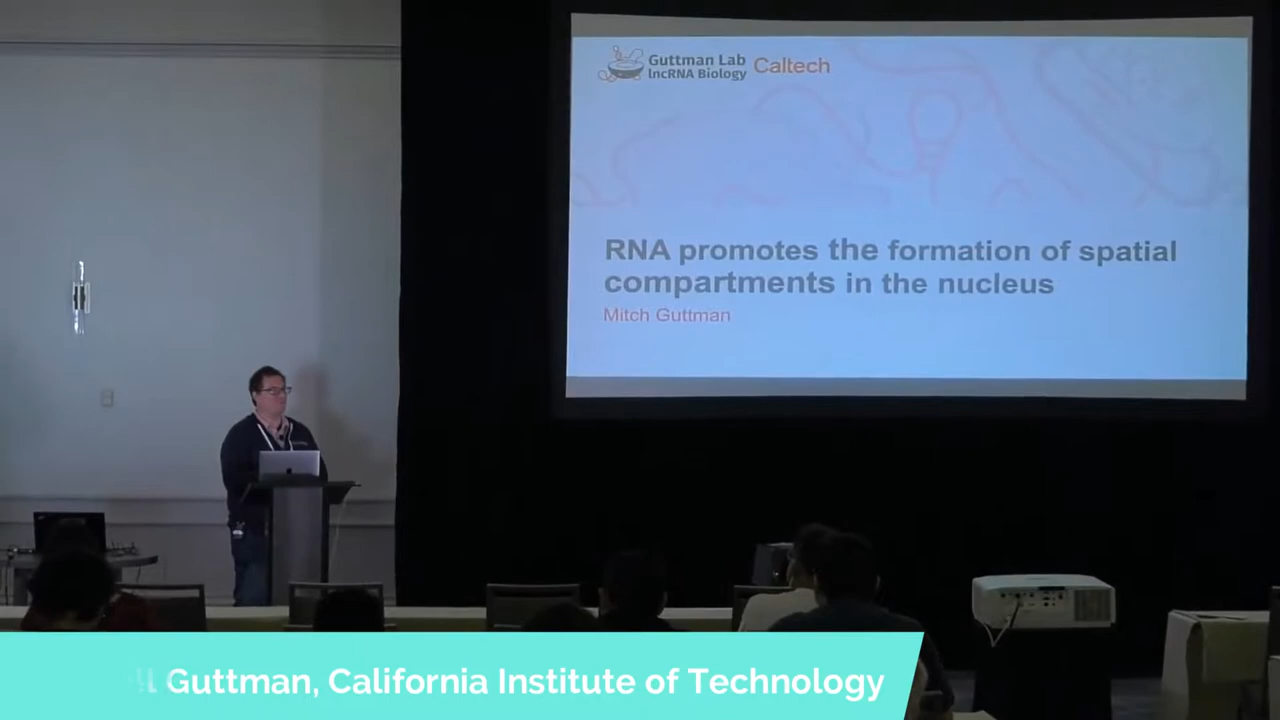 Guttman Lab
lncRNA Biology
Caltech
RNA promotes the formation of spatial
compartments in the nucleus
Mitch Guttman
Guttman, California Institute of Technology